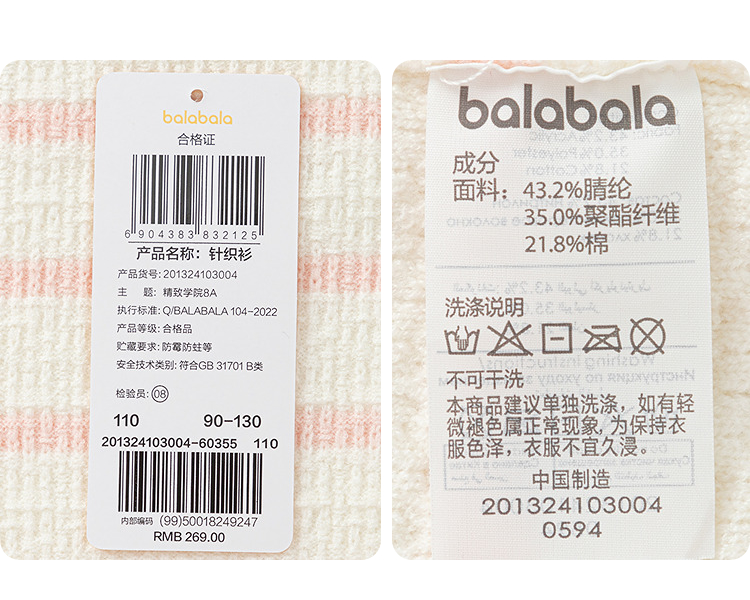 balabala
合格证
6 904383 832125
产品名称：针织衫
产品货号：201324103004
主 题：精致学院8A
执行标准：Q/BALABALA 104-2022
产品等级：合格品
贮藏要求：防霉防蛀等
安全技术类别：符合GB 31701 B类
检验员：08
110 90-130
201324103004-60355 110
内部编码 (99)50018249247
RMB 269.00
balabala
成分
面料：43.2%腈纶
35.0%聚酯纤维
21.8%棉
洗涤说明
不可干洗
本商品建议单独洗涤，如有轻
微褪色属正常现象，为保持衣
服色泽，衣服不宜久浸。
中国制造
201324103004
0594